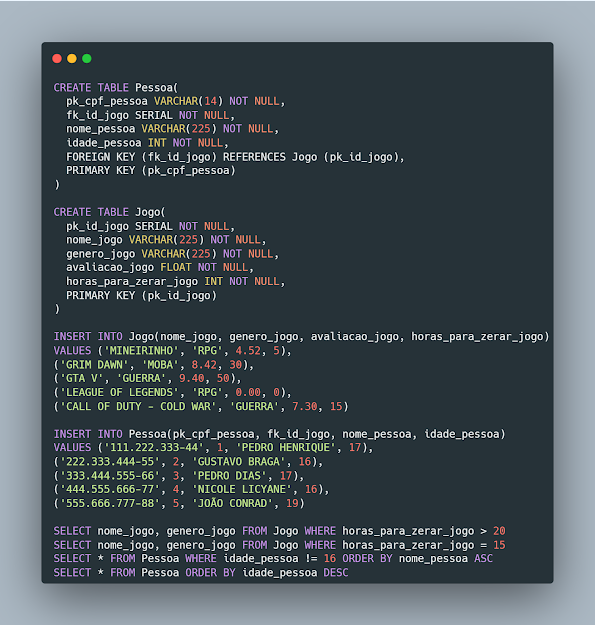 CREATE TABLE Pessoa(
  pk_cpf_pessoa VARCHAR(14) NOT NULL,
  fk_id_jogo SERIAL NOT NULL,
  nome_pessoa VARCHAR(225) NOT NULL,
  idade_pessoa INT NOT NULL,
  FOREIGN KEY (fk_id_jogo) REFERENCES Jogo (pk_id_jogo),
  PRIMARY KEY (pk_cpf_pessoa)
)
CREATE TABLE Jogo(
  pk_id_jogo SERIAL NOT NULL,
  nome_jogo VARCHAR(225) NOT NULL,
  genero_jogo VARCHAR(225) NOT NULL,
  avaliacao_jogo FLOAT NOT NULL,
  horas_para_zerar_jogo INT NOT NULL,
  PRIMARY KEY (pk_id_jogo)
)
INSERT INTO Jogo(nome_jogo, genero_jogo, avaliacao_jogo, horas_para_zerar_jogo)
VALUES ('MINEIRINHO', 'RPG', 4.52, 5),
('GRIM DAWN', 'MOBA', 8.42, 30),
('GTA V', 'GUERRA', 9.40, 50),
('LEAGUE OF LEGENDS', 'RPG', 0.00, 0),
('CALL OF DUTY - COLD WAR', 'GUERRA', 7.30, 15)
INSERT INTO Pessoa(pk_cpf_pessoa, fk_id_jogo, nome_pessoa, idade_pessoa)
VALUES ('111.222.333-44', 1, 'PEDRO HENRIQUE', 17),
('222.333.444-55', 2, 'GUSTAVO BRAGA', 16),
('333.444.555-66', 3, 'PEDRO DIAS', 17),
('444.555.666-77', 4, 'NICOLE LICYANE', 16),
('555.666.777-88', 5, 'JOÃO CONRAD', 19)
SELECT nome_jogo, genero_jogo FROM Jogo WHERE horas_para_zerar_jogo > 20
SELECT nome_jogo, genero_jogo FROM Jogo WHERE horas_para_zerar_jogo = 15
SELECT * FROM Pessoa WHERE idade_pessoa != 16 ORDER BY nome_pessoa ASC
SELECT * FROM Pessoa ORDER BY idade_pessoa DESC